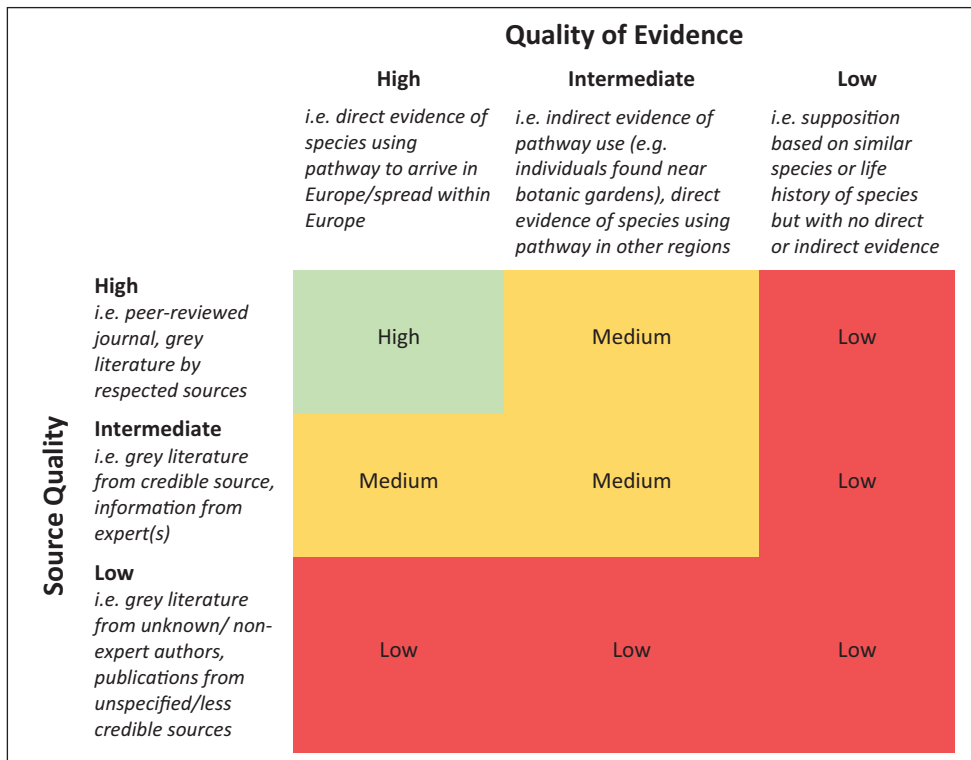 Quality of Evidence
High
i.e. direct evidence of
species using
pathway to arrive in
Europe/spread within
Europe
Intermediate
i.e. indirect evidence of
pathway use (e.g.
individuals found near
botanic gardens), direct
evidence of species using
pathway in other regions
Low
i.e. supposition
based on similar
species or life
history of species
but with no direct
or indirect evidence
Source Quality
High
i.e. peer-reviewed
journal, grey
literature by
respected sources
High
Medium
Low
Intermediate
i.e. grey literature
from credible source,
information from
expert(s)
Medium
Medium
Low
Low
i.e. grey literature
from unknown/ non-
expert authors,
publications from
unspecified/less
credible sources
Low
Low
Low